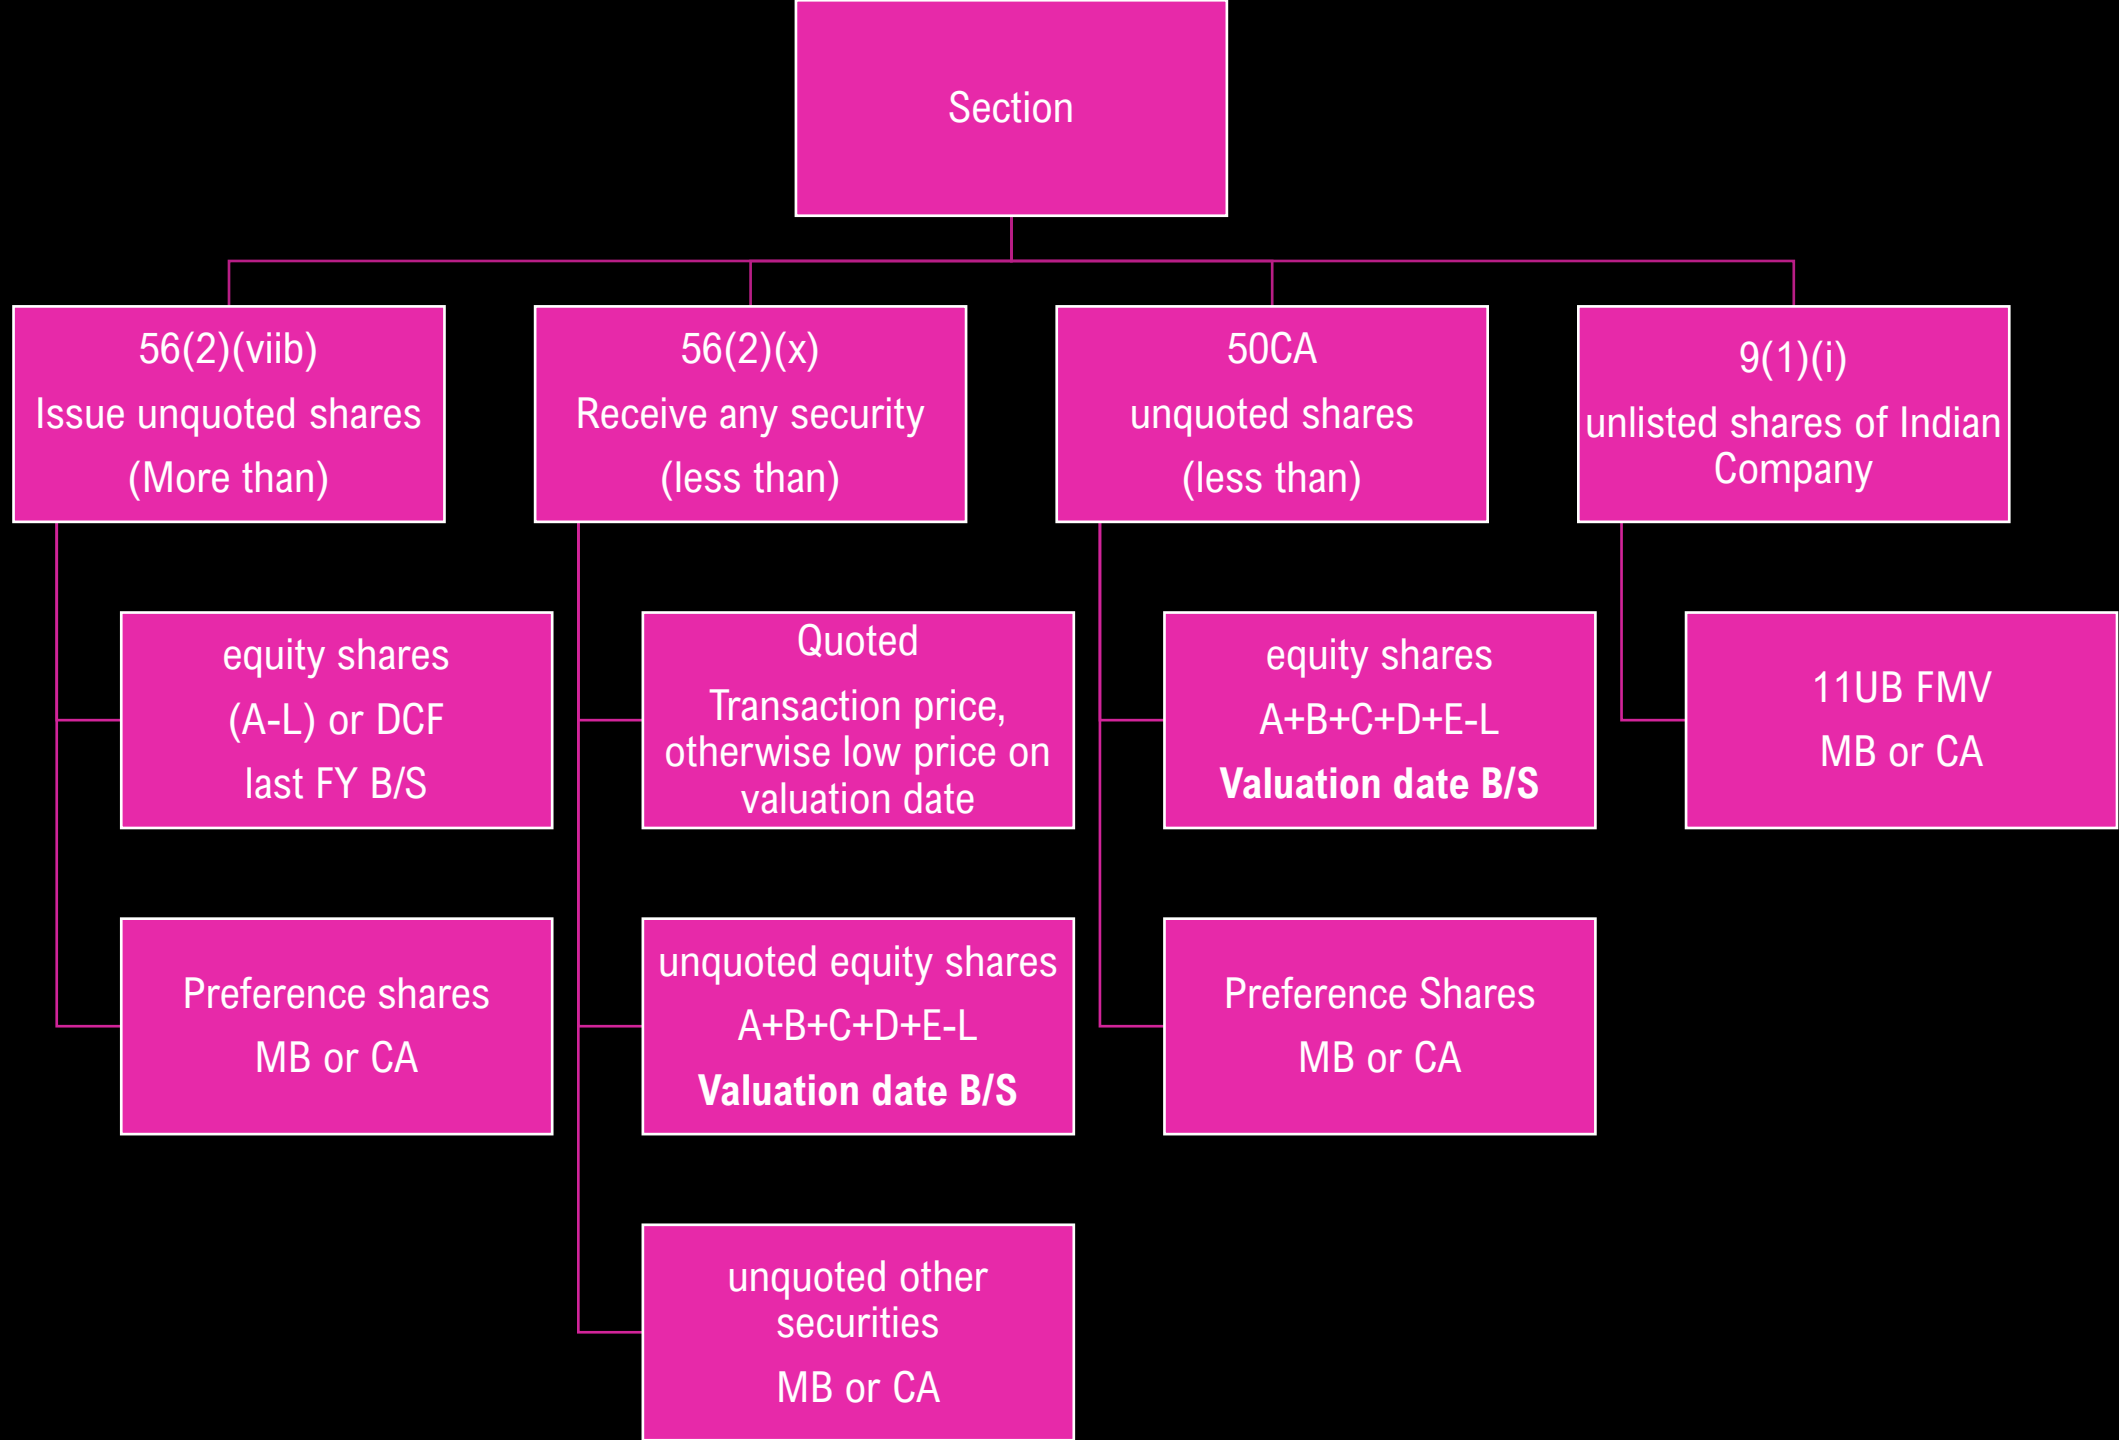 Section
56(2)(viib)
Issue unquoted shares
(More than)
equity shares
(A-L) or DCF
last FY B/S
Preference shares
MB or CA
56(2)(x)
Receive any security
(less than)
Quoted
Transaction price,
otherwise low price on
valuation date
unquoted equity shares
A+B+C+D+E-L
Valuation date B/S
unquoted other
securities
MB or CA
50CA
unquoted shares
(less than)
equity shares
A+B+C+D+E-L
Valuation date B/S
Preference Shares
MB or CA
9(1)(i)
unlisted shares of Indian
Company
11UB FMV
MB or CA